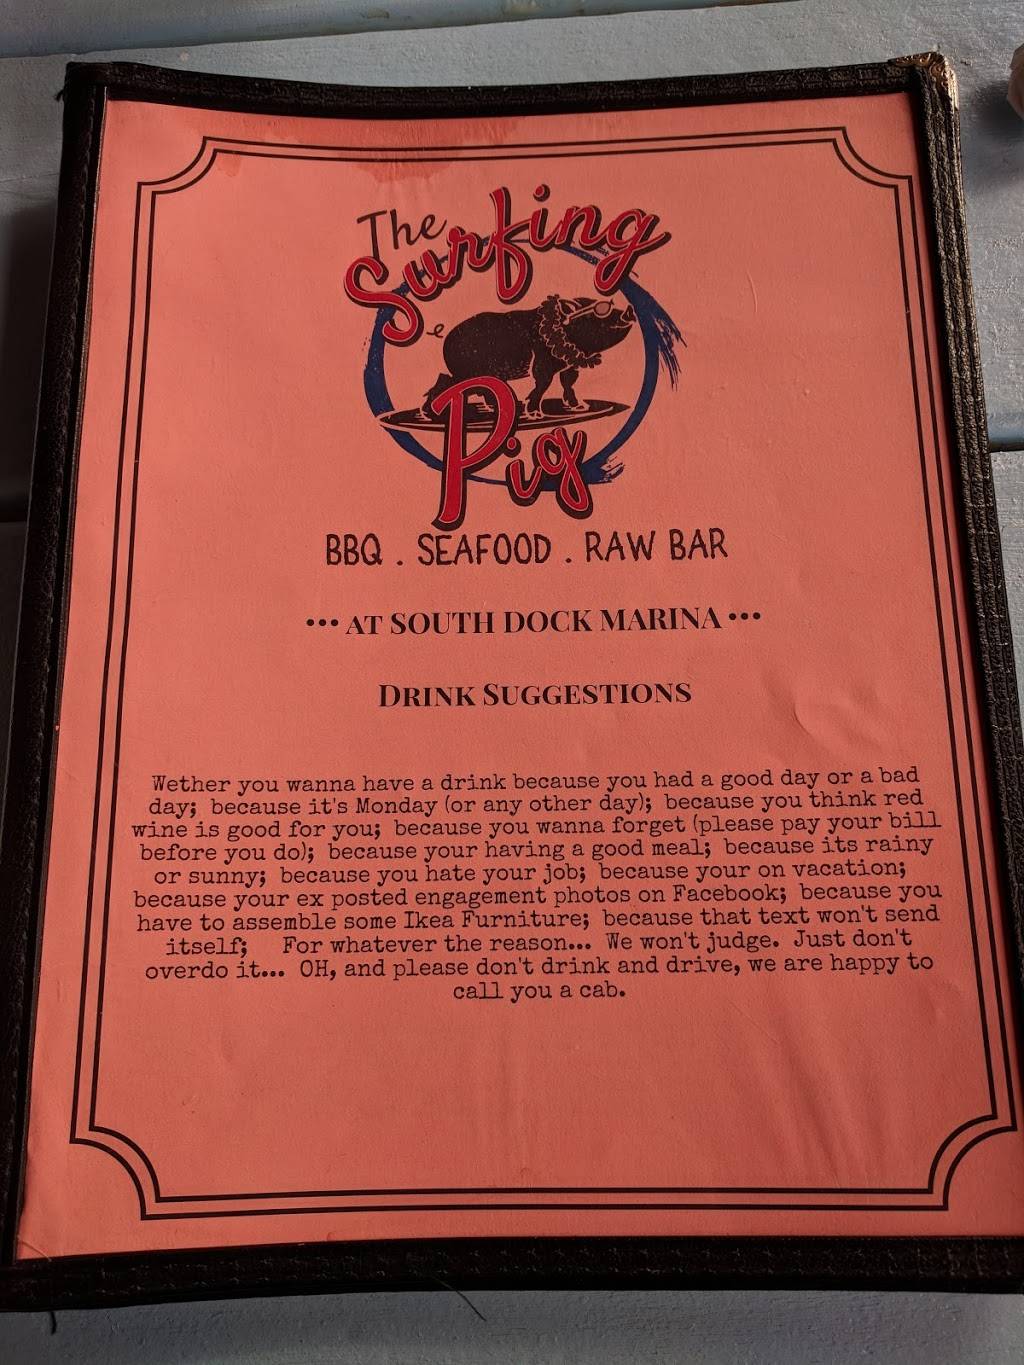 The
Surfing
Pig
BBQ . SEAFOOD . RAW BAR
••• AT SOUTH DOCK MARINA •••
DRINK SUGGESTIONS
Wether you wanna have a drink because you had a good day or a bad
day; because it's Monday (or any other day); because you think red
wine is good for you; because you wanna forget (please pay your bill
before you do); because your having a good meal; because its rainy
or sunny; because you hate your job; because your on vacation;
because your ex posted engagement photos on Facebook; because you
have to assemble some Ikea Furniture; because that text won't send
itself; For whatever the reason... We won't judge. Just don't
overdo it... OH, and please don't drink and drive, we are happy to
call you a cab.